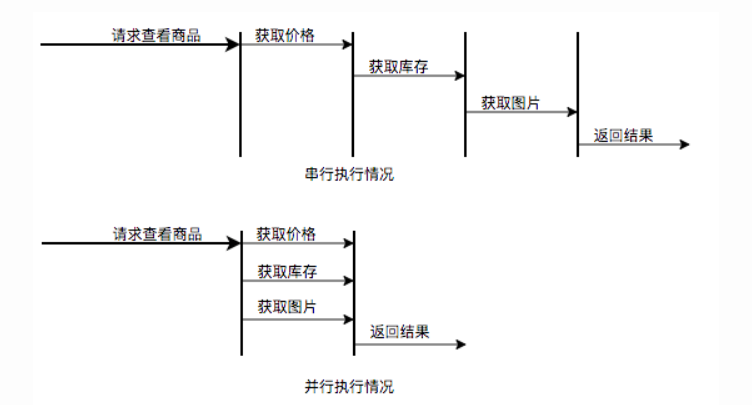 请求查看商品
获取价格
获取库存
获取图片
返回结果
串行执行情况
请求查看商品
获取价格
获取库存
获取图片
返回结果
并行执行情况